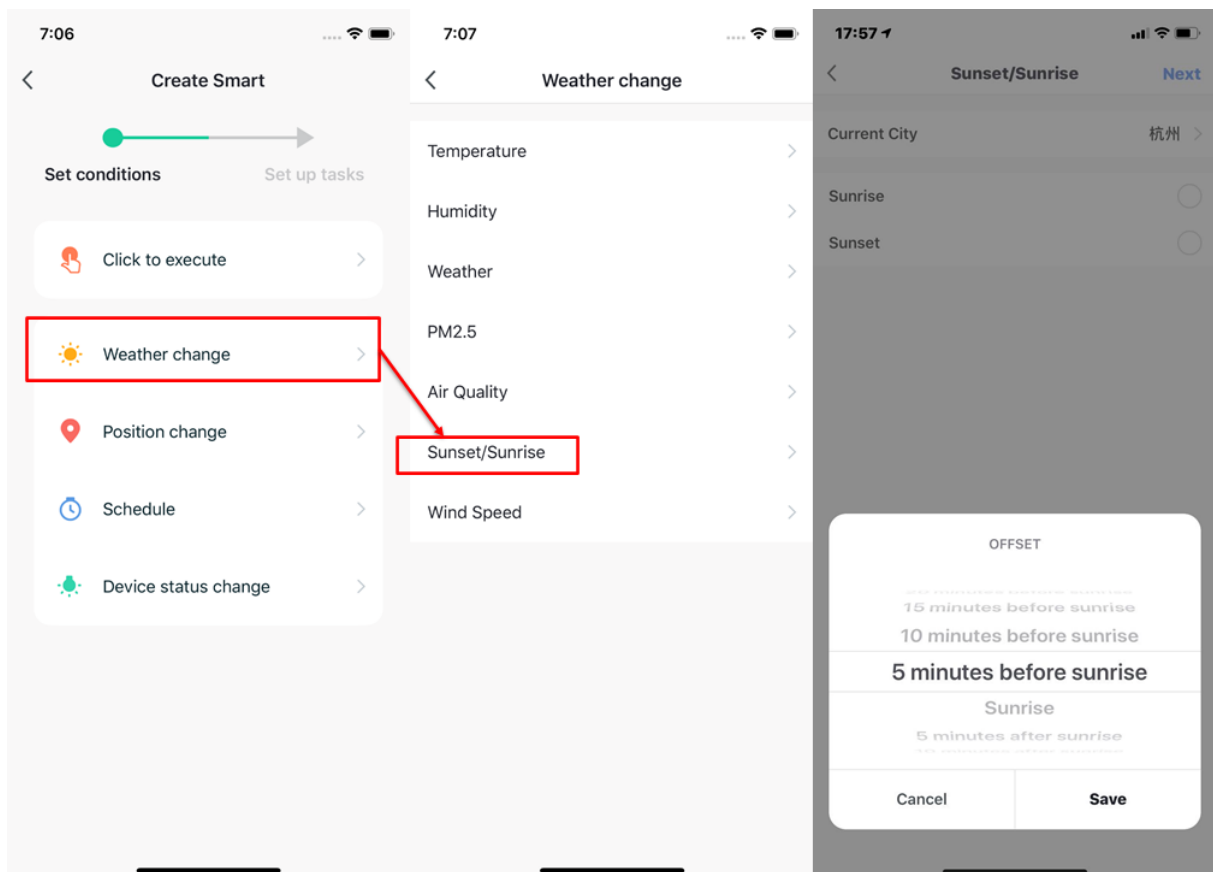 7:06
Create Smart
Set conditions
Set up tasks
Click to execute
Weather change
Position change
Schedule
Device status change
7:07
Weather change
Temperature
Humidity
Weather
PM2.5
Air Quality
Sunset/Sunrise
Wind Speed
17:57
Sunset/Sunrise
Next
Current City
杭州
Sunrise
Sunset
OFFSET
15 minutes before sunrise
10 minutes before sunrise
5 minutes before sunrise
Sunrise
5 minutes after sunrise
Cancel
Save